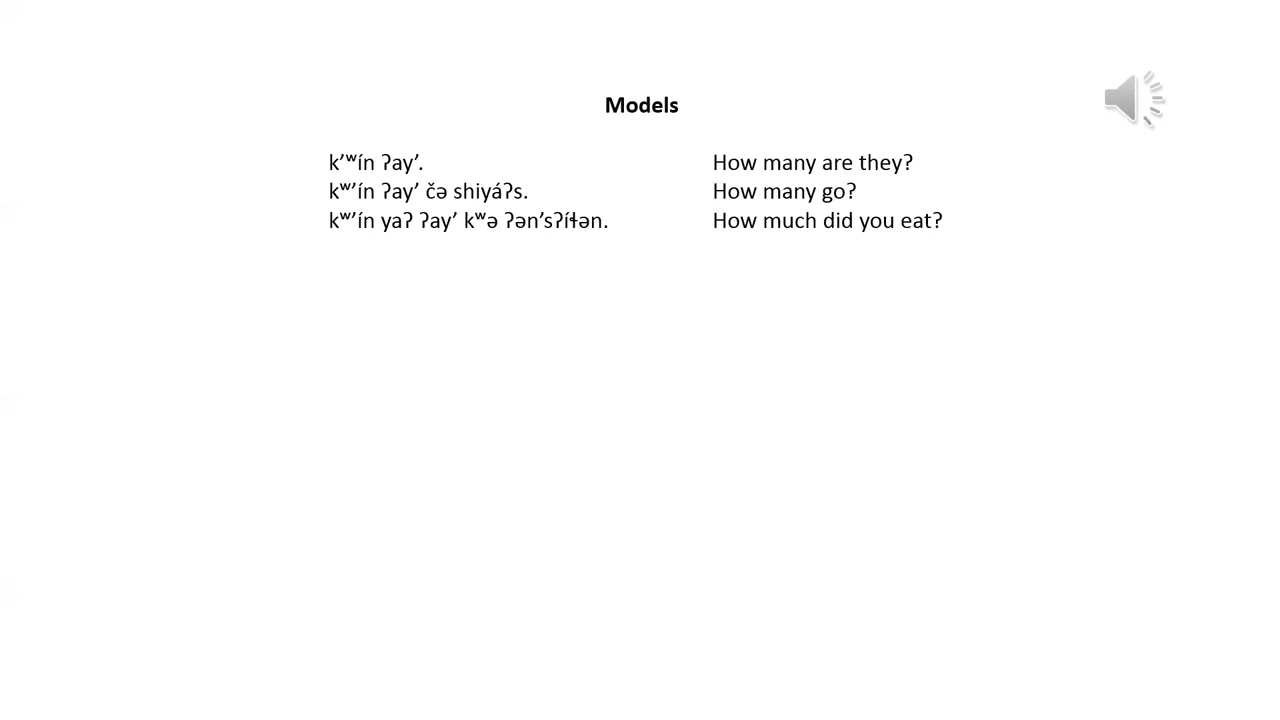 Models
k’ʷín ʔay’. How many are they?
kʷ’ín ʔay’ čə shiyáʔs. How many go?
kʷ’ín yaʔ ʔay’ kʷə ʔən’sʔíɬən. How much did you eat?